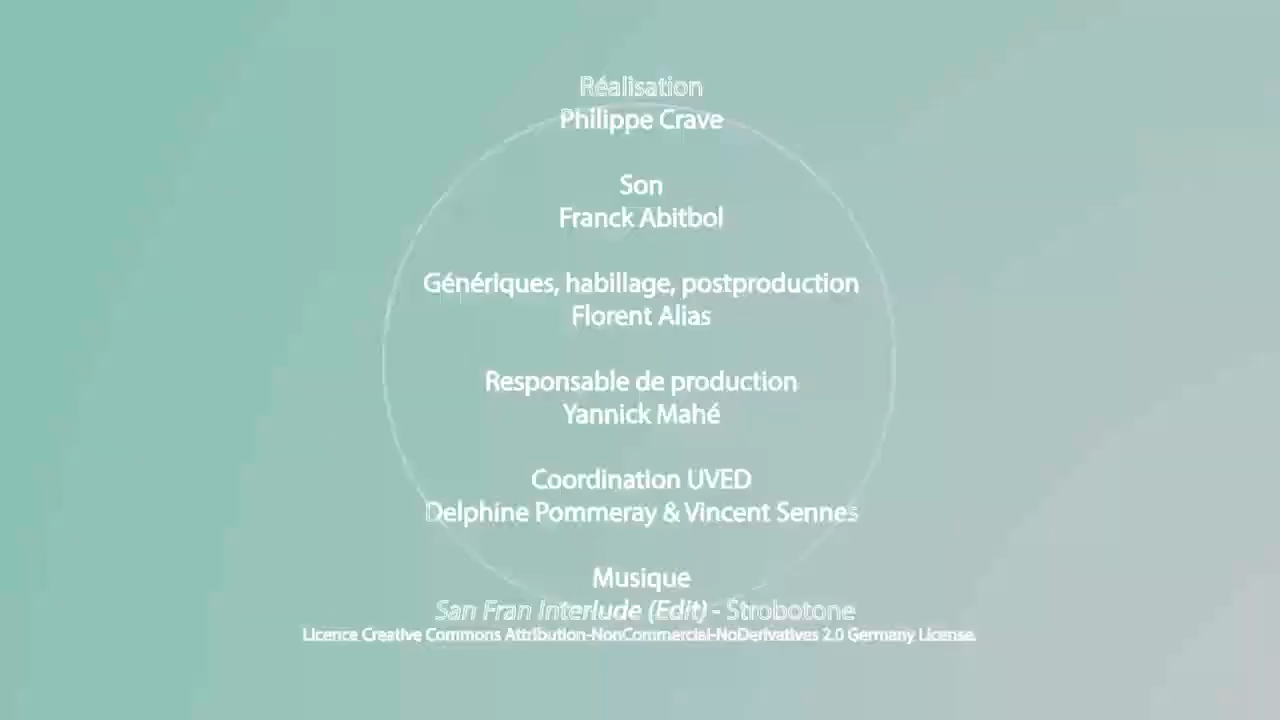 Réalisation
Philippe Crave
Son
Franck Abitbol
Génériques, habillage, postproduction
Florent Alias
Responsable de production
Yannick Mahé
Coordination UVED
Delphine Pommeray & Vincent Sennes
Musique
San Fran Interlude (Edit) - Strobotone
Licence Creative Commons Attribution-NonCommercial-NoDerivatives 2.0 Germany License.